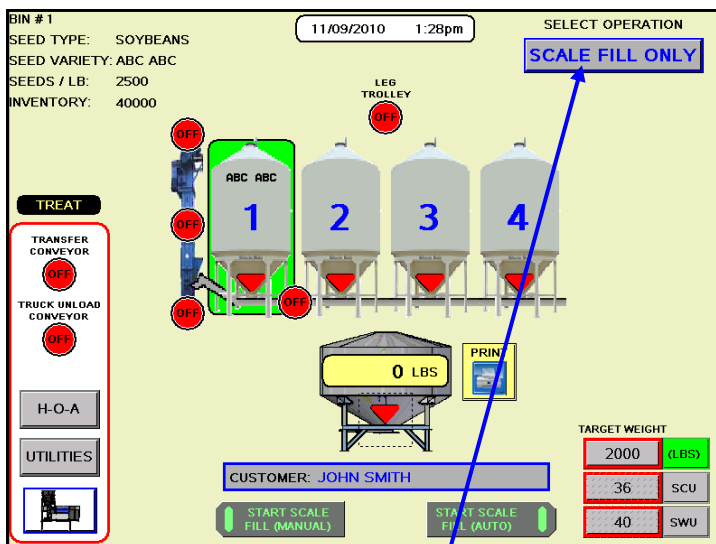 BIN # 1
SEED TYPE: SOYBEANS
SEED VARIETY: ABC ABC
SEEDS / LB: 2500
INVENTORY: 40000
11/09/2010 1:28pm
SELECT OPERATION
SCALE FILL ONLY
LEG
TROLLEY
OFF
OFF
ABC ABC
1 2 3 4
OFF
OFF
OFF
TREAT
TRANSFER
CONVEYOR
OFF
TRUCK UNLOAD
CONVEYOR
OFF
0 LBS
PRINT
H-O-A
UTILITIES
TARGET WEIGHT
2000 (LBS)
36 SCU
40 SWU
CUSTOMER: JOHN SMITH
START SCALE
FILL (MANUAL)
START SCALE
FILL (AUTO)